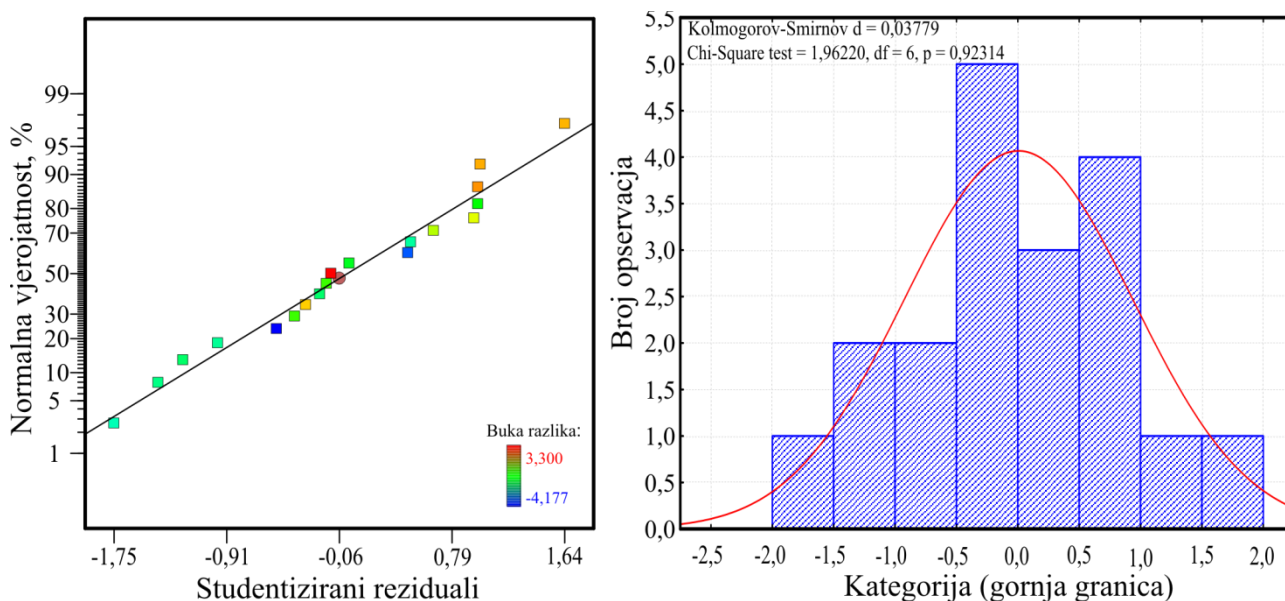 Normalna vjerojatnost, %
99
95
90
80
70
50
30
20
10
5
1
Buka razlika:
3,300
-4,177
-1,75 -0,91 -0,06 0,79 1,64
Studentizirani reziduali
Kolmogorov-Smirnov d = 0,03779
Chi-Square test = 1,96220, df = 6, p = 0,92314
Broj opservacja
5,5
5,0
4,5
4,0
3,5
3,0
2,5
2,0
1,5
1,0
0,5
0,0
-2,5 -2,0 -1,5 -1,0 -0,5 0,0 0,5 1,0 1,5 2,0
Kategorija (gornja granica)